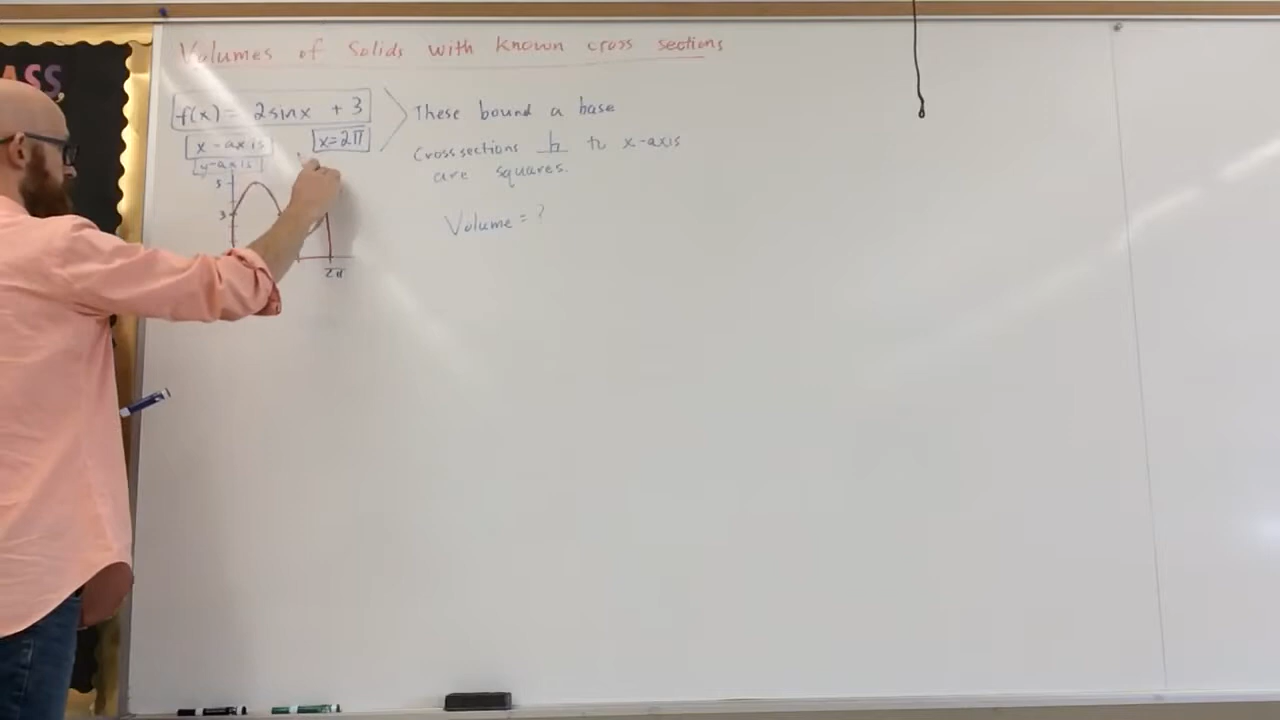 Volumes of Solids with known cross sections
f(x) = 2sinx + 3
x-axis
x=2π
y-axis
These bound a base
Cross sections ⊥ to x-axis
are squares.
Volume = ?
5
3
2π
ASS,